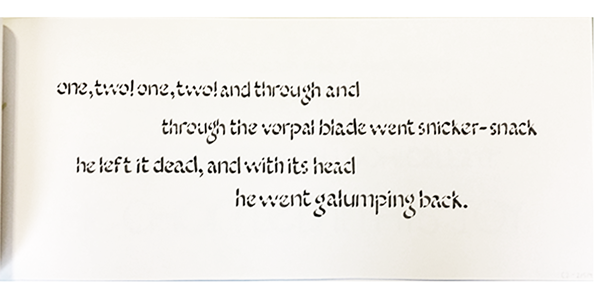 one, two! one, two! and through and
through the vorpal blade went snicker-snack
he left it dead, and with its head
he went galumping back.